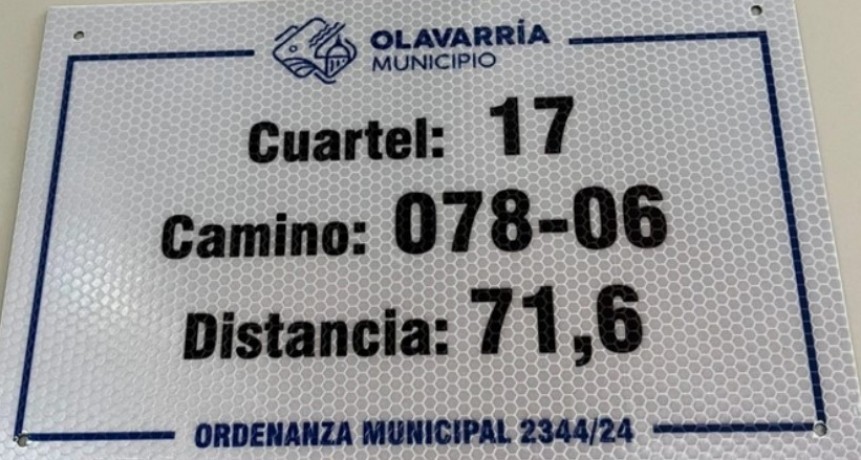 OLAVARRÍA
MUNICIPIO
Cuartel: 17
Camino: 078-06
Distancia: 71,6
ORDENANZA MUNICIPAL 2344/24